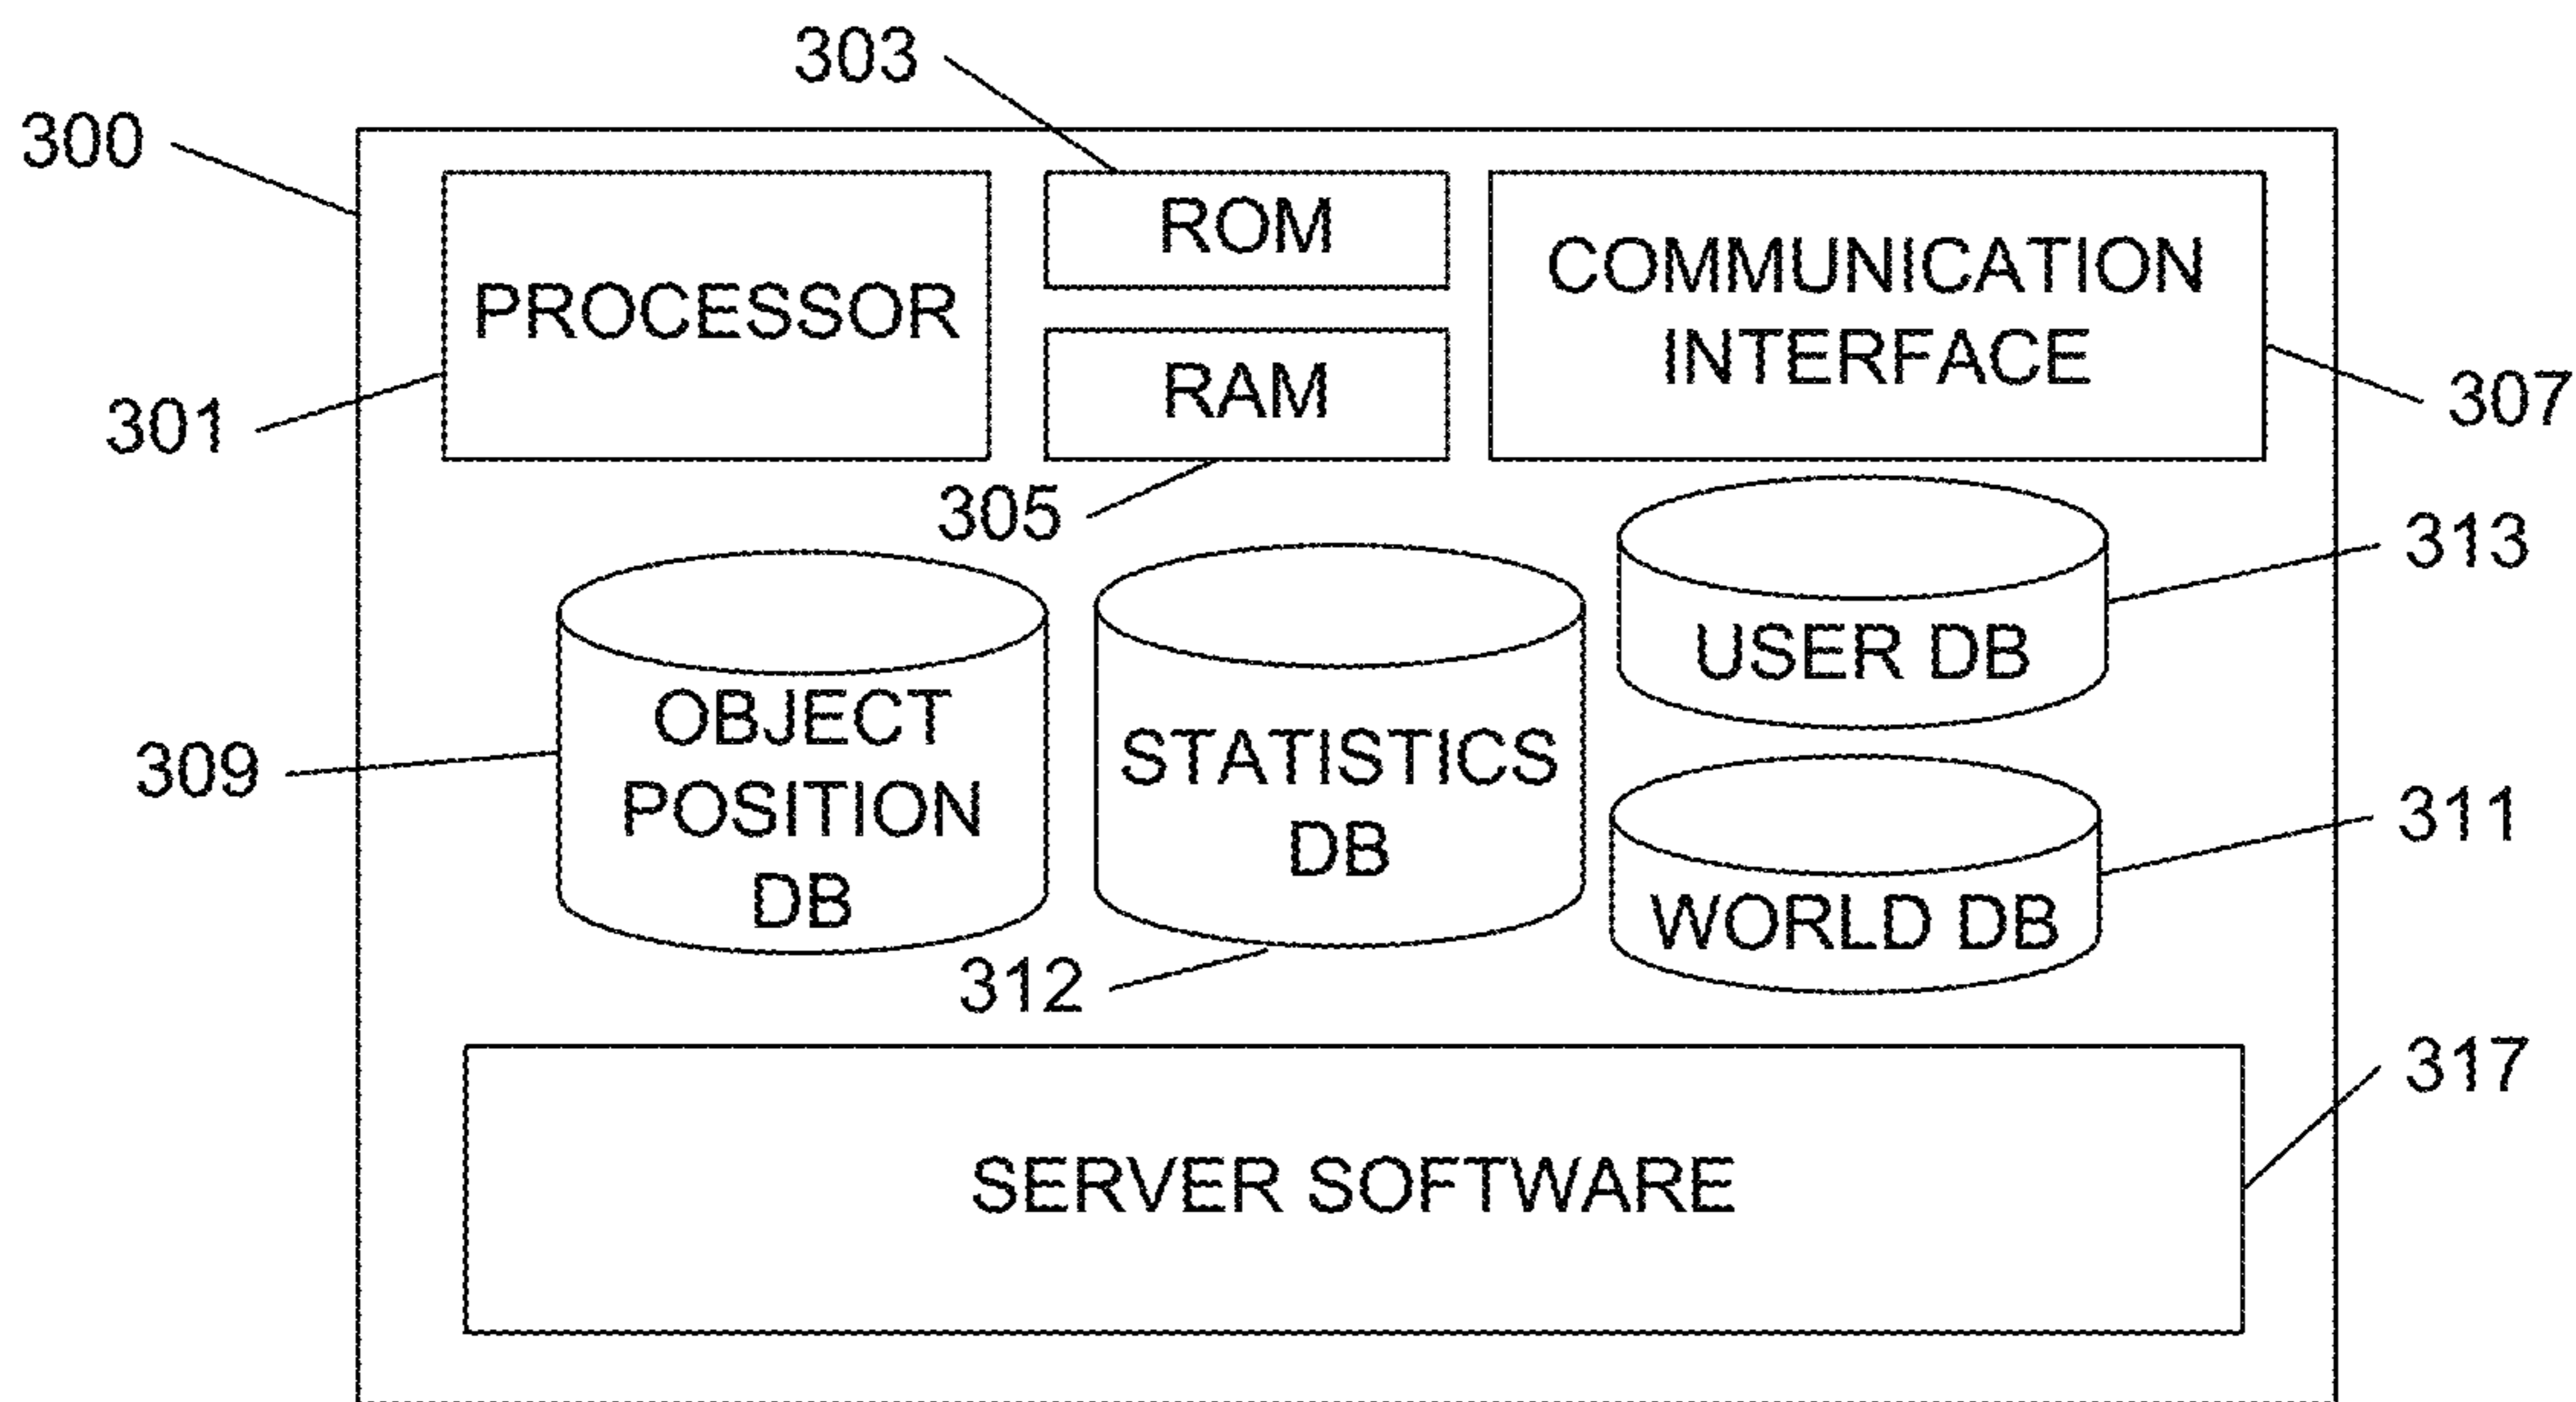 303
300
PROCESSOR
ROM
COMMUNICATION
INTERFACE
RAM
301
307
305
313
USER DB
OBJECT
POSITION
DB
309
STATISTICS
DB
311
WORLD DB
312
317
SERVER SOFTWARE